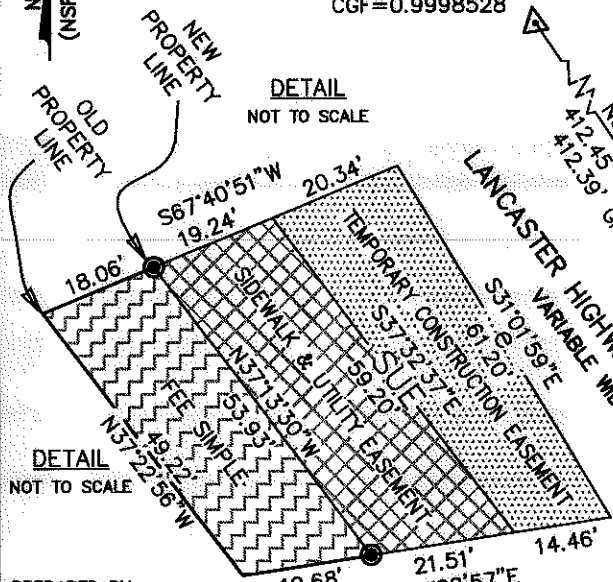 CGF=0.9998528
NEW
PROPERTY
LINE
OLD
PROPERTY
LINE
DETAIL
NOT TO SCALE
412.45
412.39'
LANCASTER HIGHWAY
VARIABLE
S67°40'51"W
20.34'
19.24'
18.06'
TEMPORARY CONSTRUCTION EASEMENT
S31°01'59"E
61.20'
SIDEWALK & UTILITY EASEMENT
SUE
S37°32'37"E
59.20'
N37°13'30"W
53.93'
FEE SIMPLE
49.22'
N37°22'56"W
DETAIL
NOT TO SCALE
21.51'
14.46'